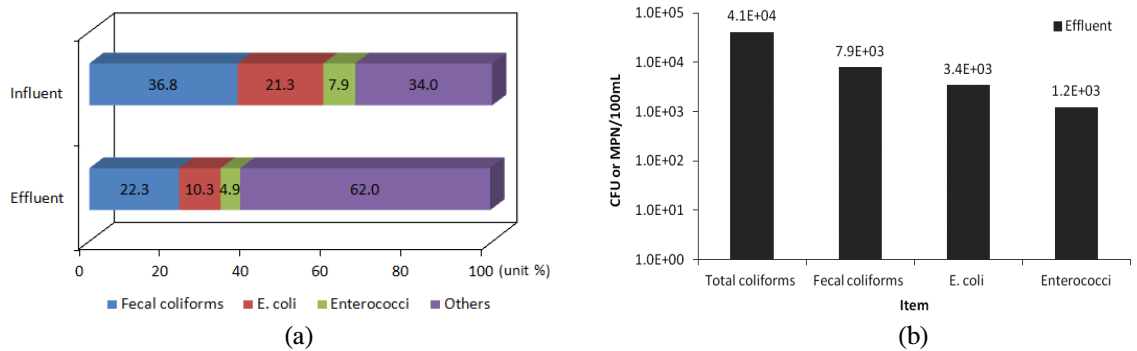 Influent
36.8 21.3 7.9 34.0
Effluent
22.3 10.3 4.9 62.0
0 20 40 60 80 100 (unit %)
Fecal coliforms E. coli Enterococci Others
(a)
CFU or MPN/100mL
1.0E+05
1.0E+04
1.0E+03
1.0E+02
1.0E+01
1.0E+00
Effluent
4.1E+04
7.9E+03
3.4E+03
1.2E+03
Total coliforms Fecal coliforms E. coli Enterococci
Item
(b)